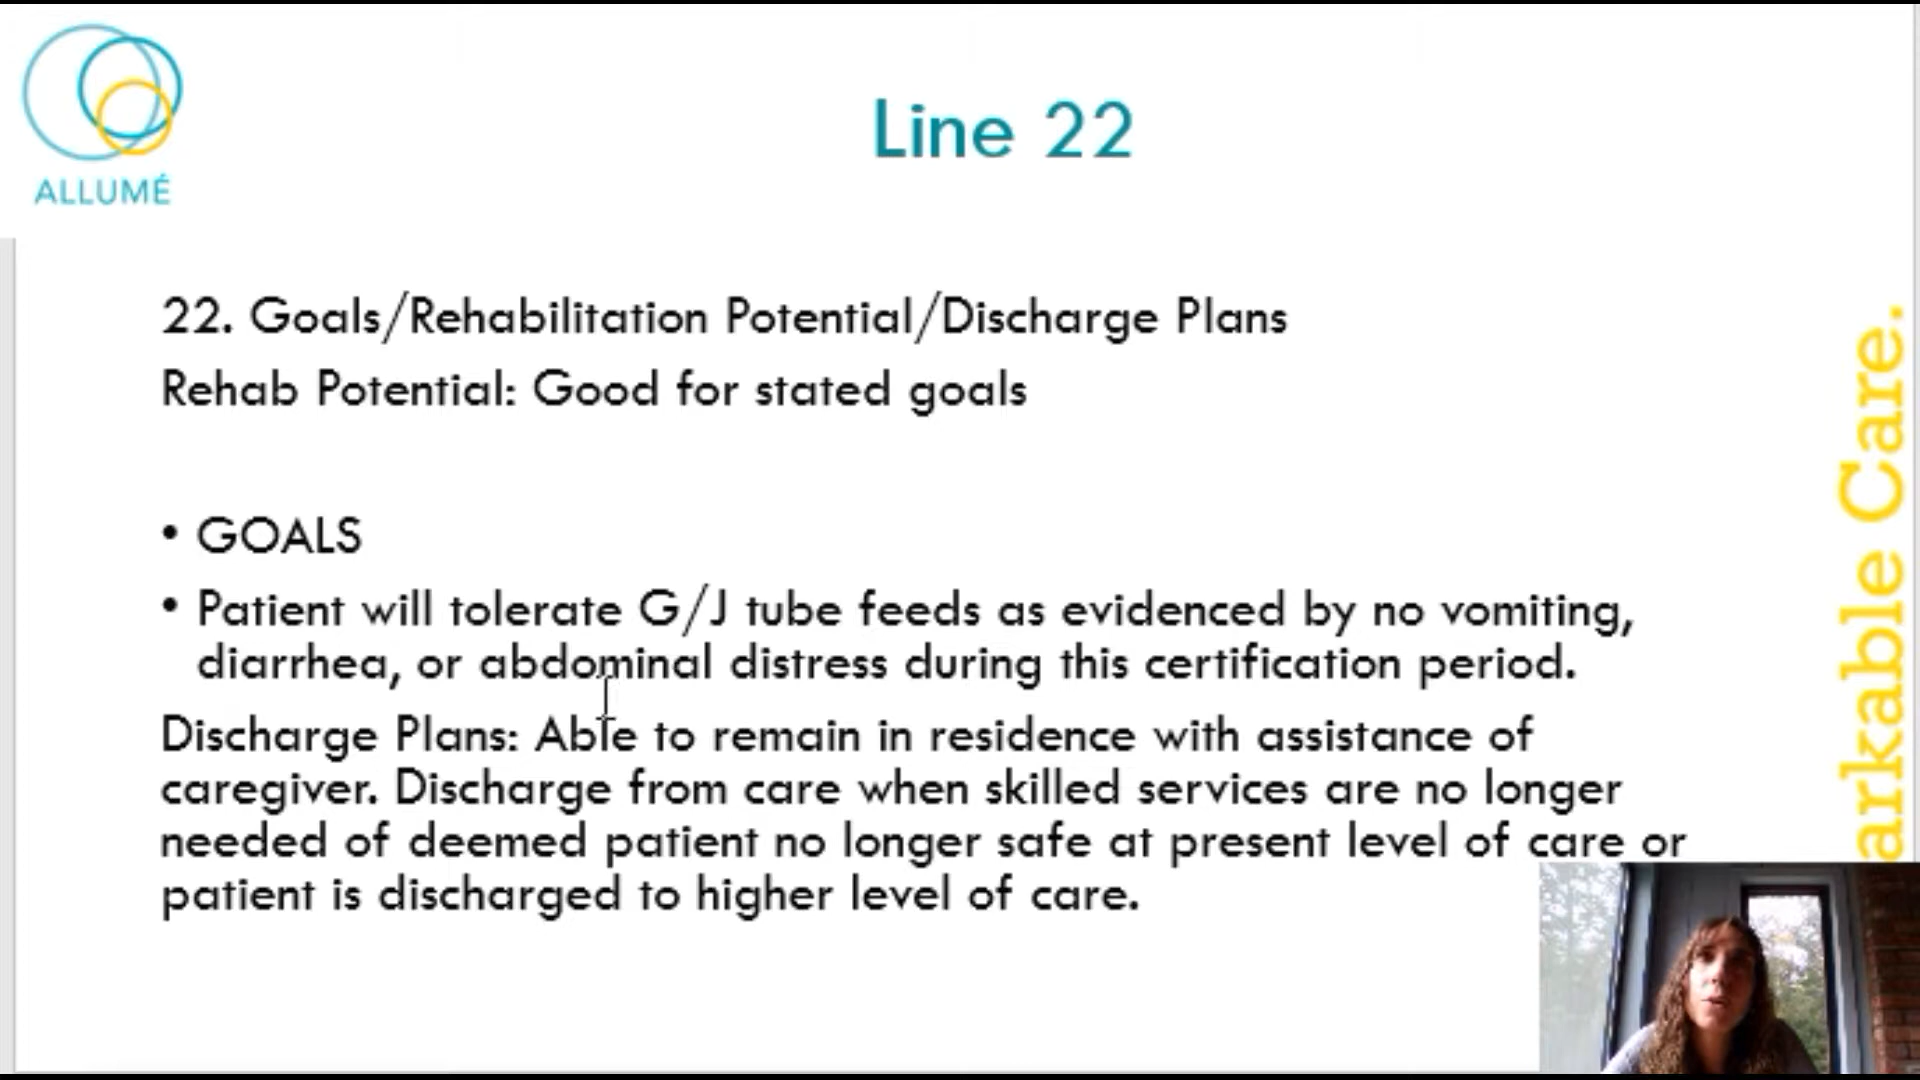 ALLUMÉ
Line 22
22. Goals/Rehabilitation Potential/Discharge Plans
Rehab Potential: Good for stated goals
• GOALS
• Patient will tolerate G/J tube feeds as evidenced by no vomiting,
diarrhea, or abdominal distress during this certification period.
Discharge Plans: Able to remain in residence with assistance of
caregiver. Discharge from care when skilled services are no longer
needed of deemed patient no longer safe at present level of care or
patient is discharged to higher level of care.
arkable Care.